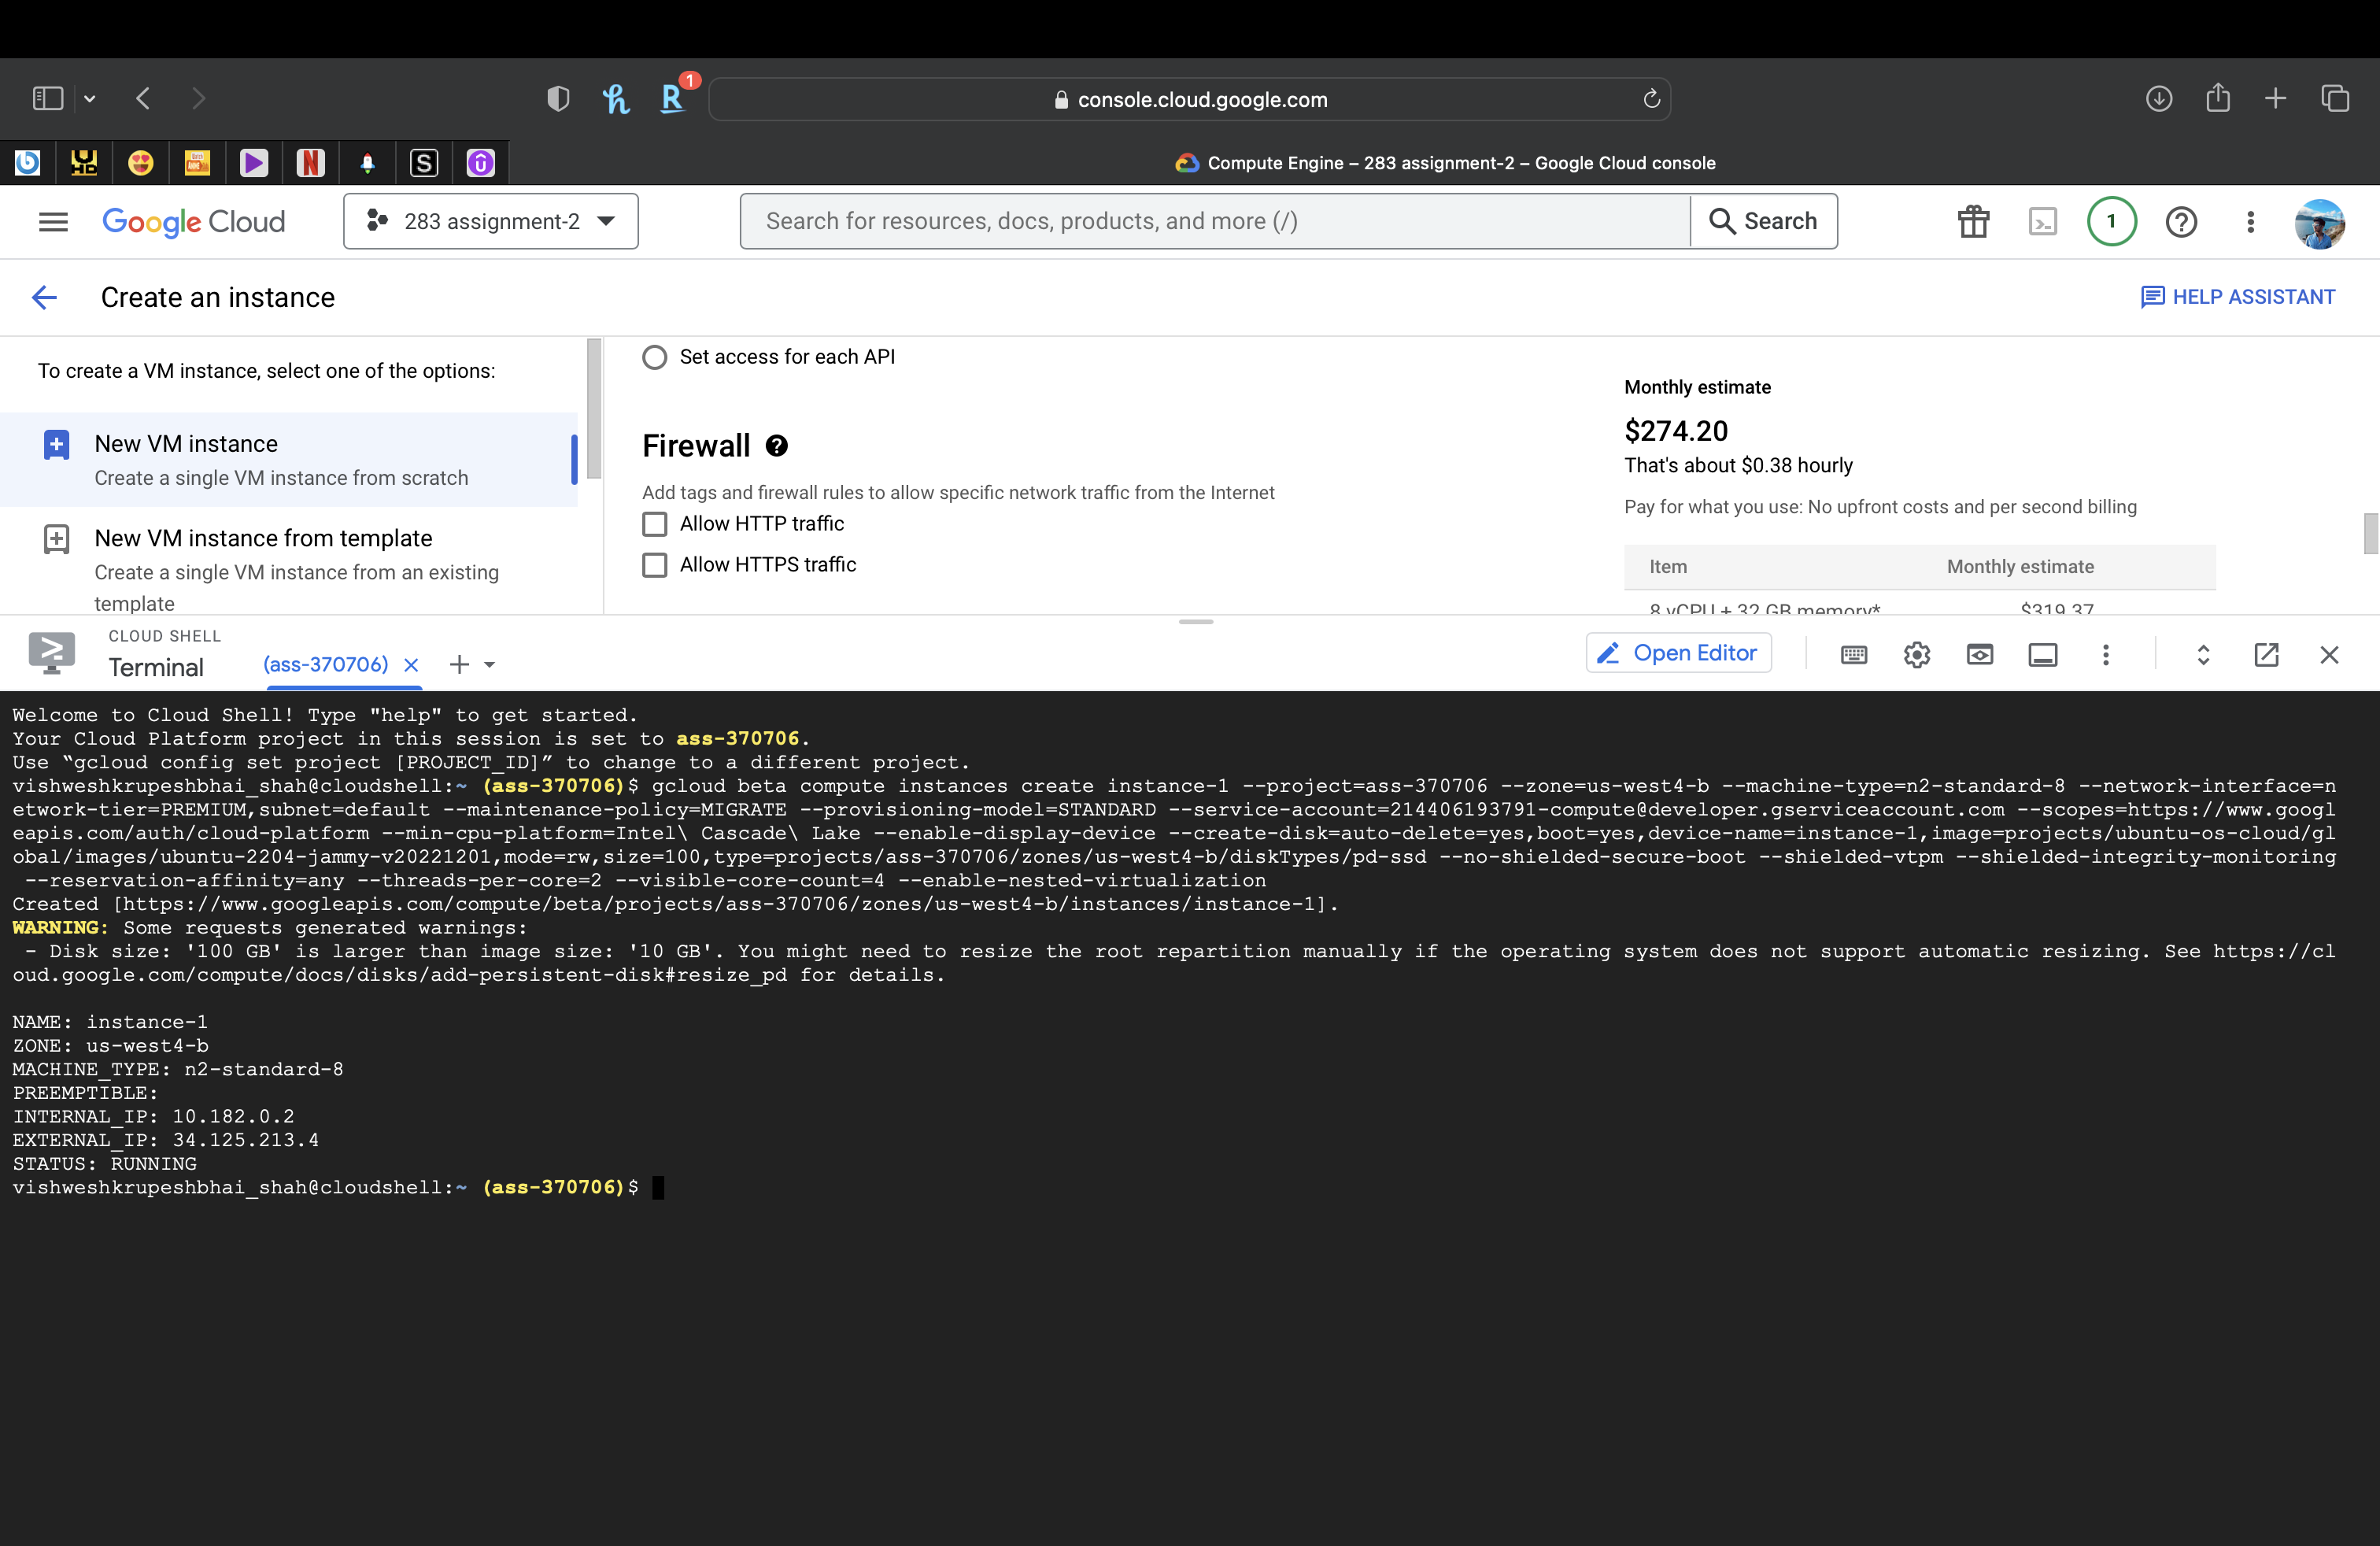 1
console.cloud.google.com
Compute Engine – 283 assignment-2 – Google Cloud console
Google Cloud
283 assignment-2
Search for resources, docs, products, and more (/)
Search
1
Create an instance
HELP ASSISTANT
To create a VM instance, select one of the options:
New VM instance
Create a single VM instance from scratch
New VM instance from template
Create a single VM instance from an existing
template
Set access for each API
Firewall
Add tags and firewall rules to allow specific network traffic from the Internet
Allow HTTP traffic
Allow HTTPS traffic
Monthly estimate
$274.20
That's about $0.38 hourly
Pay for what you use: No upfront costs and per second billing
Item Monthly estimate
8 vCPU + 32 GB memory* $319.37
CLOUD SHELL
Terminal
(ass-370706)
Open Editor
Welcome to Cloud Shell! Type "help" to get started.
Your Cloud Platform project in this session is set to ass-370706.
Use “gcloud config set project [PROJECT_ID]” to change to a different project.
vishweshkrupeshbhai_shah@cloudshell:~ (ass-370706)$ gcloud beta compute instances create instance-1 --project=ass-370706 --zone=us-west4-b --machine-type=n2-standard-8 --network-interface=n
etwork-tier=PREMIUM,subnet=default --maintenance-policy=MIGRATE --provisioning-model=STANDARD --service-account=214406193791-compute@developer.gserviceaccount.com --scopes=https://www.googl
eapis.com/auth/cloud-platform --min-cpu-platform=Intel\ Cascade\ Lake --enable-display-device --create-disk=auto-delete=yes,boot=yes,device-name=instance-1,image=projects/ubuntu-os-cloud/gl
obal/images/ubuntu-2204-jammy-v20221201,mode=rw,size=100,type=projects/ass-370706/zones/us-west4-b/diskTypes/pd-ssd --no-shielded-secure-boot --shielded-vtpm --shielded-integrity-monitoring
--reservation-affinity=any --threads-per-core=2 --visible-core-count=4 --enable-nested-virtualization
Created [https://www.googleapis.com/compute/beta/projects/ass-370706/zones/us-west4-b/instances/instance-1].
WARNING: Some requests generated warnings:
- Disk size: '100 GB' is larger than image size: '10 GB'. You might need to resize the root repartition manually if the operating system does not support automatic resizing. See https://cl
oud.google.com/compute/docs/disks/add-persistent-disk#resize_pd for details.
NAME: instance-1
ZONE: us-west4-b
MACHINE_TYPE: n2-standard-8
PREEMPTIBLE:
INTERNAL_IP: 10.182.0.2
EXTERNAL_IP: 34.125.213.4
STATUS: RUNNING
vishweshkrupeshbhai_shah@cloudshell:~ (ass-370706)$